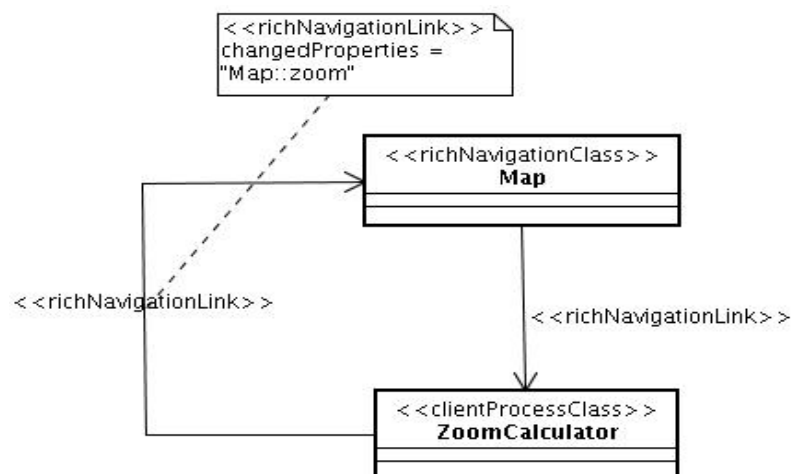 <<richNavigationLink>>
changedProperties =
"Map::zoom"
<<richNavigationClass>>
Map
<<richNavigationLink>>
<<richNavigationLink>>
<<clientProcessClass>>
ZoomCalculator